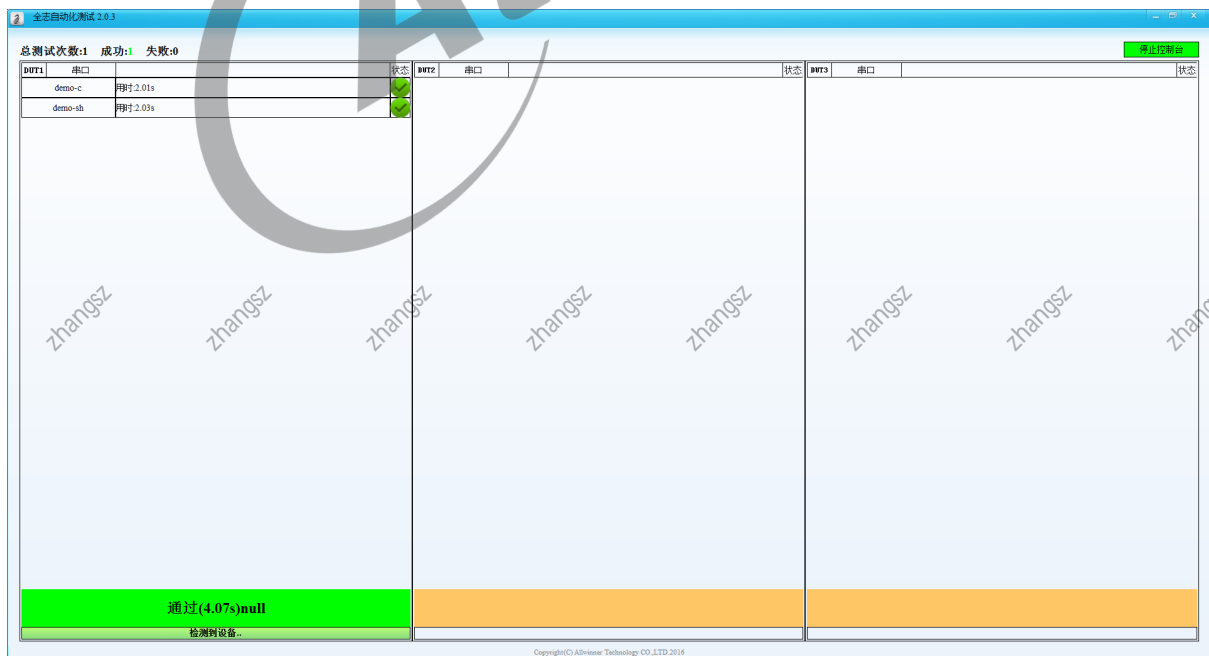 全志自动化测试 2.0.3
总测试次数:1 成功:1 失败:0
停止控制台
DUT1 串口 状态 DUT2 串口 状态 DUT3 串口 状态
demo-c 用时:2.01s
demo-sh 用时:2.03s
zhangsz zhangsz zhangsz zhangsz zhangsz zhangsz zhangsz zhang
通过(4.07s)null
检测到设备..
Copyright(C) Allwinner Technology CO.,LTD.2016